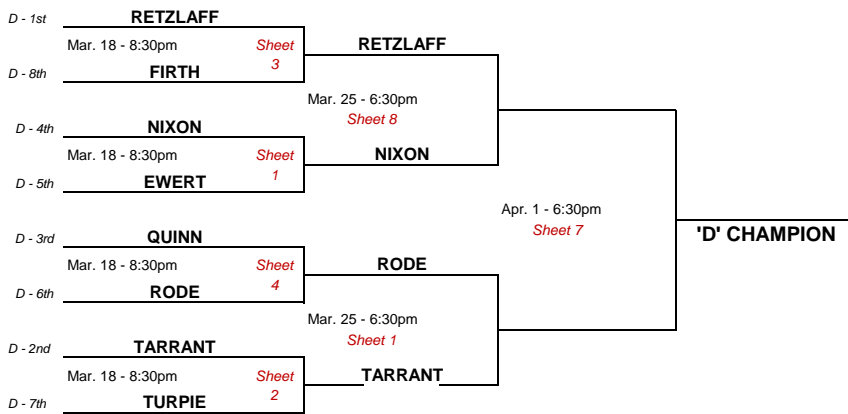 D - 1st RETZLAFF
Mar. 18 - 8:30pm Sheet RETZLAFF
3
D - 8th FIRTH
Mar. 25 - 6:30pm
Sheet 8
D - 4th NIXON
Mar. 18 - 8:30pm Sheet NIXON
1
D - 5th EWERT
Apr. 1 - 6:30pm
Sheet 7
'D' CHAMPION
D - 3rd QUINN
Mar. 18 - 8:30pm Sheet RODE
4
D - 6th RODE
Mar. 25 - 6:30pm
Sheet 1
D - 2nd TARRANT
Mar. 18 - 8:30pm Sheet TARRANT
2
D - 7th TURPIE